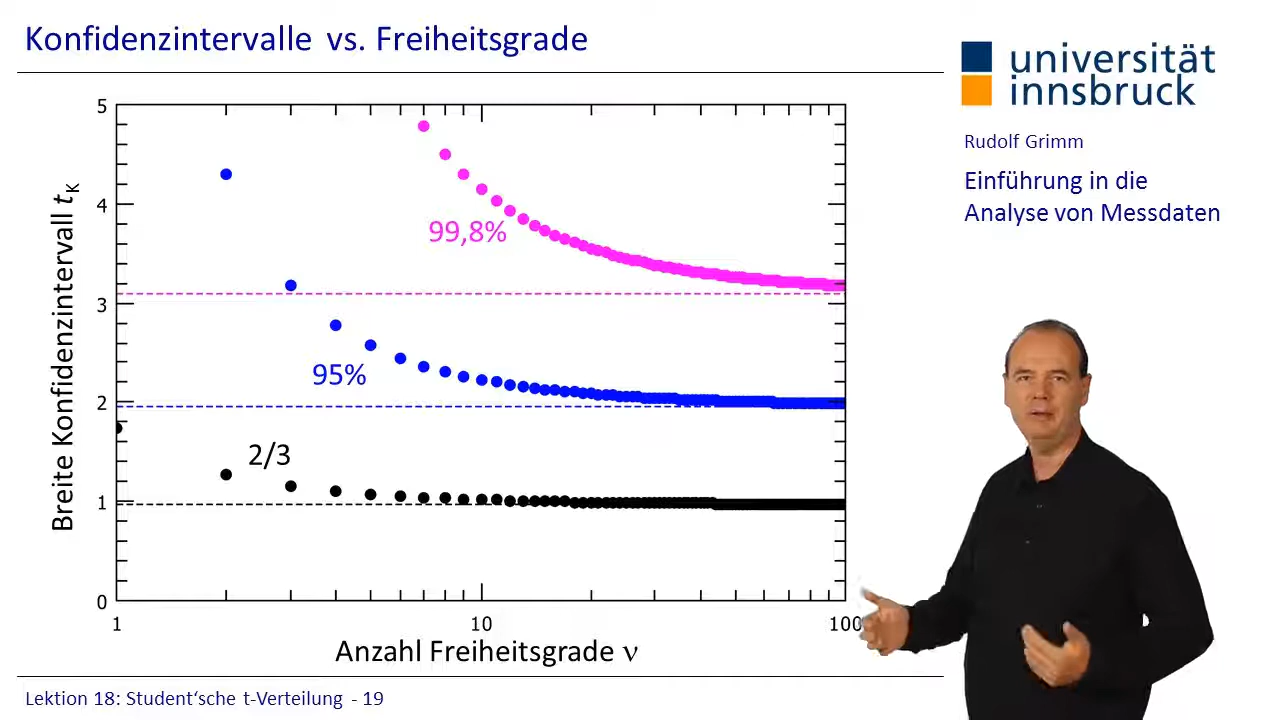 Konfidenzintervalle vs. Freiheitsgrade
universität
innsbruck
Rudolf Grimm
Einführung in die
Analyse von Messdaten
Breite Konfidenzintervall tK
5
4
3
2
1
0
99,8%
95%
2/3
1
10
100
Anzahl Freiheitsgrade ν
Lektion 18: Student‘sche t-Verteilung - 19